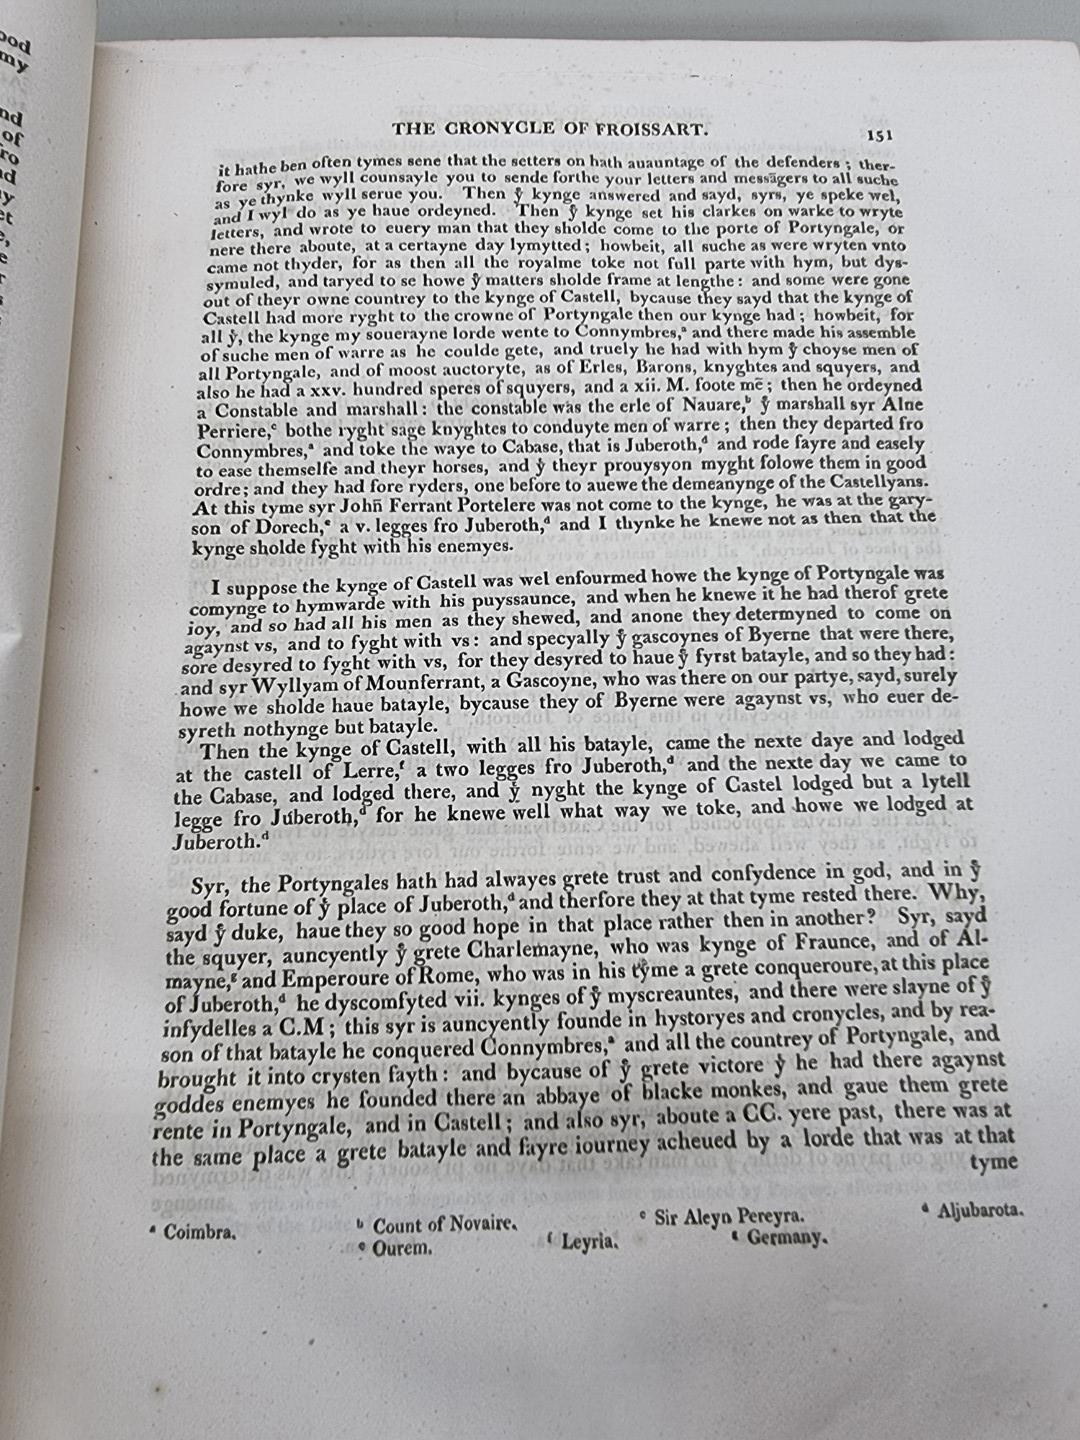 ood
my
nd
of
ro
ad
ny
et
e,
THE CRONYCLE OF FROISSART. 151
it hathe ben often tymes sene that the setters on hath auauntage of the defenders ; ther-
fore syr, we wyll counsayle you to sende forthe your letters and messãgers to all suche
as ye thynke wyll serue you. Then yͤ kynge answered and sayd, syrs, ye speke wel,
and I wyl do as ye haue ordeyned. Then yͤ kynge set his clarkes on warke to wryte
letters, and wrote to euery man that they sholde come to the porte of Portyngale, or
nere there aboute, at a certayne day lymytted ; howbeit, all suche as were wryten vnto
came not thyder, for as then all the royalme toke not full parte with hym, but dys-
symuled, and taryed to se howe yͤ matters sholde frame at lengthe : and some were gone
out of theyr owne countrey to the kynge of Castell, bycause they sayd that the kynge of
Castell had more ryght to the crowne of Portyngale then our kynge had ; howbeit, for
all yͭ, the kynge my souerayne lorde wente to Connymbres,ᵃ and there made his assemble
of suche men of warre as he coulde gete, and truely he had with hym yͤ choyse men of
all Portyngale, and of moost auctoryte, as of Erles, Barons, knyghtes and squyers, and
also he had a xxv. hundred speres of squyers, and a xii. M. foote mē ; then he ordeyned
a Constable and marshall : the constable was the erle of Nauare,ᵇ yͤ marshall syr Alne
Perriere,ᶜ bothe ryght sage knyghtes to conduyte men of warre ; then they departed fro
Connymbres,ᵃ and toke the waye to Cabase, that is Juberoth,ᵈ and rode fayre and easely
to ease themselfe and theyr horses, and yͭ theyr prouysyon myght folowe them in good
ordre ; and they had fore ryders, one before to auewe the demeanynge of the Castellyans.
At this tyme syr Johñ Ferrant Portelere was not come to the kynge, he was at the gary-
son of Dorech,ᵉ a v. legges fro Juberoth,ᵈ and I thynke he knewe not as then that the
kynge sholde fyght with his enemyes.
I suppose the kynge of Castell was wel enfourmed howe the kynge of Portyngale was
comynge to hymwarde with his puyssaunce, and when he knewe it he had therof grete
ioy, and so had all his men as they shewed, and anone they determyned to come on
agaynst vs, and to fyght with vs : and specyally yͤ gascoynes of Byerne that were there,
sore desyred to fyght with vs, for they desyred to haue yͤ fyrst batayle, and so they had :
and syr Wyllyam of Mounferrant, a Gascoyne, who was there on our partye, sayd, surely
howe we sholde haue batayle, bycause they of Byerne were agaynst vs, who euer de-
syreth nothynge but batayle.
Then the kynge of Castell, with all his batayle, came the nexte daye and lodged
at the castell of Lerre,ᶠ a two legges fro Juberoth,ᵈ and the nexte day we came to
the Cabase, and lodged there, and yͭ nyght the kynge of Castel lodged but a lytell
legge fro Juberoth,ᵈ for he knewe well what way we toke, and howe we lodged at
Juberoth.ᵈ
Syr, the Portyngales hath had alwayes grete trust and confydence in god, and in yͤ
good fortune of yͤ place of Juberoth,ᵈ and therfore they at that tyme rested there. Why,
sayd yͤ duke, haue they so good hope in that place rather then in another? Syr, sayd
the squyer, auncyently yͤ grete Charlemayne, who was kynge of Fraunce, and of Al-
mayne,ᵍ and Emperoure of Rome, who was in his tyme a grete conqueroure, at this place
of Juberoth,ᵈ he dyscomfyted vii. kynges of yͤ myscreauntes, and there were slayne of yͤ
infydelles a C.M ; this syr is auncyently founde in hystoryes and cronycles, and by rea-
son of that batayle he conquered Connymbres,ᵃ and all the countrey of Portyngale, and
brought it into crysten fayth : and bycause of yͤ grete victore yͭ he had there agaynst
goddes enemyes he founded there an abbaye of blacke monkes, and gaue them grete
rente in Portyngale, and in Castell ; and also syr, aboute a CC. yere past, there was at
the same place a grete batayle and fayre iourney acheued by a lorde that was at that
tyme
ᵃ Coimbra. ᵇ Count of Novaire. ᶜ Sir Aleyn Pereyra. ᵈ Aljubarota.
ᵉ Ourem. ᶠ Leyria. ᵍ Germany.